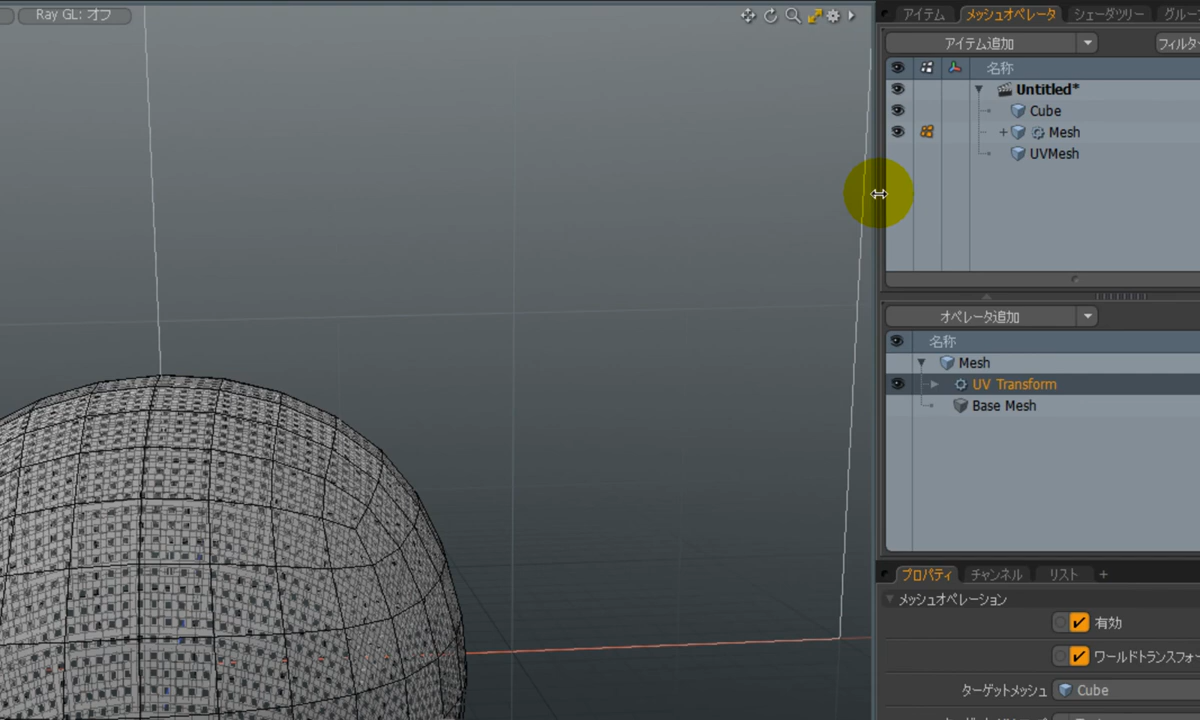 Ray GL: オフ
アイテム メッシュオペレータ シェーダツリー グルー
アイテム追加 フィルタ
名称
Untitled*
Cube
+ Mesh
UVMesh
オペレータ追加
名称
Mesh
UV Transform
Base Mesh
プロパティ チャンネル リスト +
メッシュオペレーション
有効
ワールドトランスフォー
ターゲットメッシュ Cube